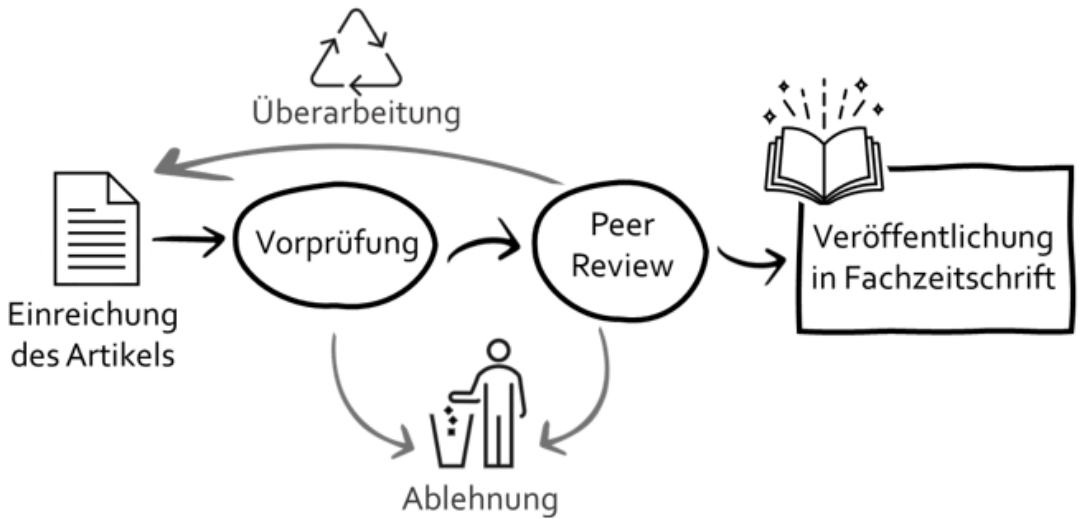 Überarbeitung
Einreichung
des Artikels
Vorprüfung
Peer
Review
Veröffentlichung
in Fachzeitschrift
Ablehnung